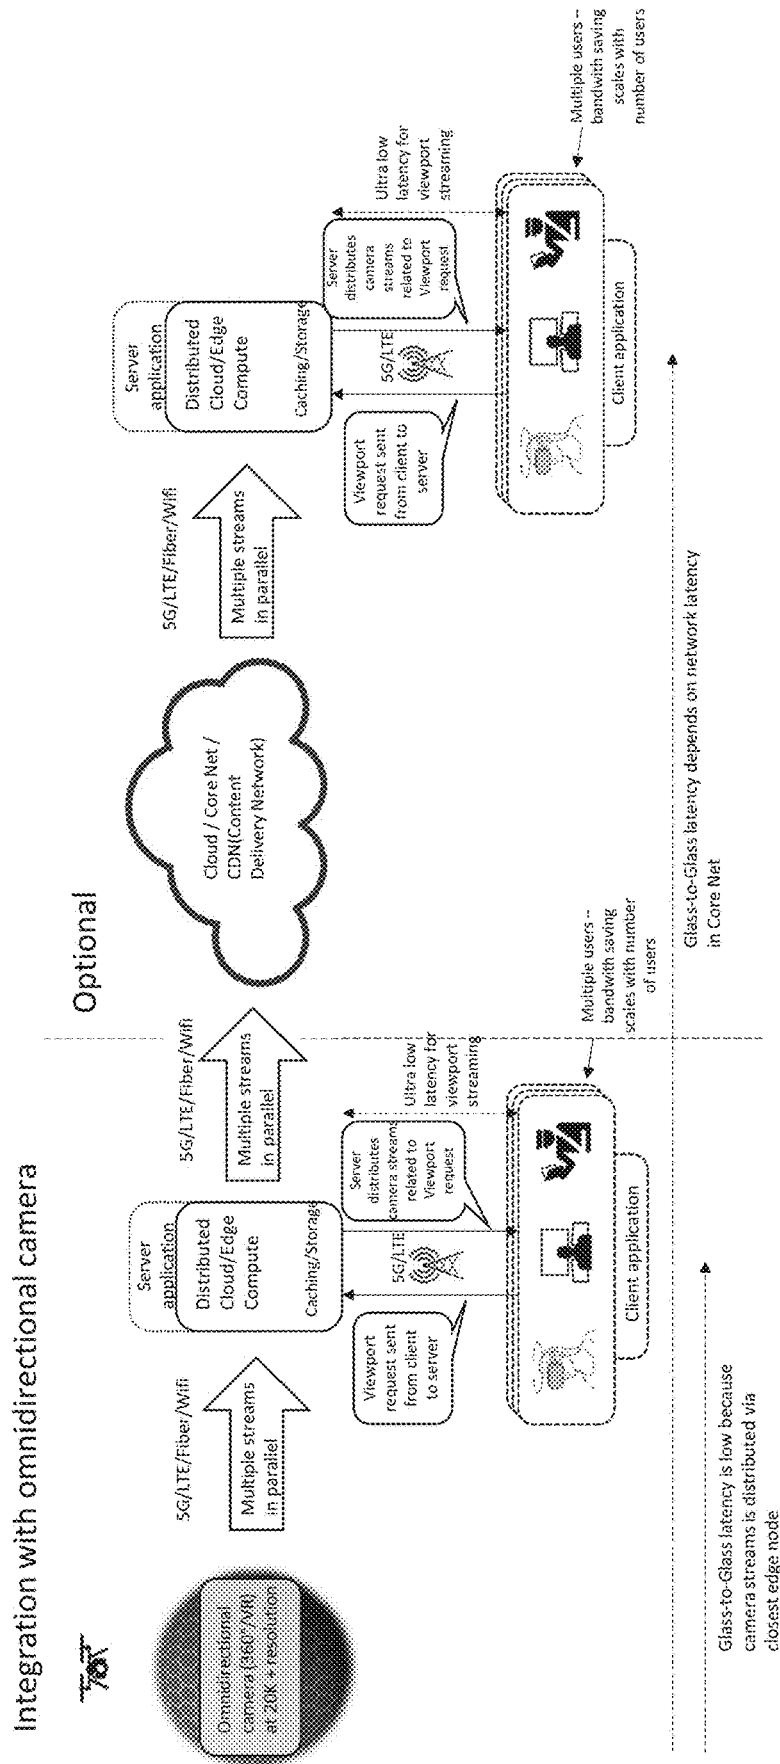 Integration with omnidirectional camera
Omnidirectional
camera (360°/VR)
at 20K + resolution
5G/LTE/Fiber/Wifi
Multiple streams
in parallel
Server
application
Distributed
Cloud/Edge
Compute
Caching/Storage
Viewport
request sent
from client
to server
5G/LTE
Server
distributes
camera streams
related to
Viewport
request
Ultra low
latency for
viewport
streaming
Client application
Multiple users –
bandwith saving
scales with number
of users
Glass-to-Glass latency is low because
camera streams is distributed via
closest edge node
5G/LTE/Fiber/Wifi
Multiple streams
in parallel
Optional
Cloud / Core Net /
CDN(Content
Delivery Network)
5G/LTE/Fiber/Wifi
Multiple streams
in parallel
Server
application
Distributed
Cloud/Edge
Compute
Caching/Storage
Viewport
request sent
from client to
server
5G/LTE
Server
distributes
camera
streams
related to
Viewport
request
Ultra low
latency for
viewport
streaming
Client application
Multiple users –
bandwith saving
scales with
number of users
Glass-to-Glass latency depends on network latency
in Core Net